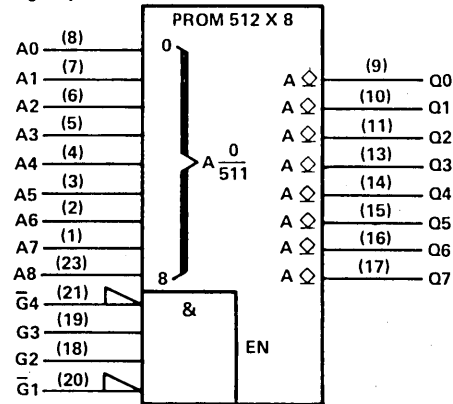 PROM 512 X 8
A0 (8) 0
A1 (7)
A2 (6)
A3 (5)
A4 (4)
A5 (3)
A6 (2)
A7 (1)
A8 (23) 8
A 0
511
G̅4 (21)
G3 (19)
G2 (18)
G̅1 (20)
&
EN
A (9) Q0
A (10) Q1
A (11) Q2
A (13) Q3
A (14) Q4
A (15) Q5
A (16) Q6
A (17) Q7